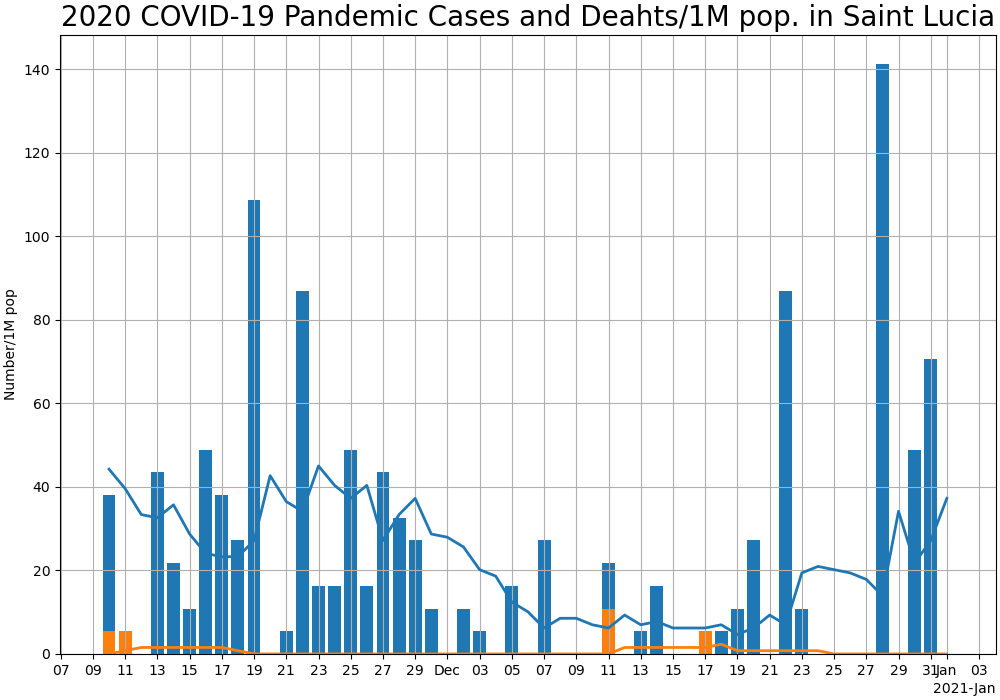 2020 COVID-19 Pandemic Cases and Deahts/1M pop. in Saint Lucia
Number/1M pop
140
120
100
80
60
40
20
0
07 09 11 13 15 17 19 21 23 25 27 29 Dec 03 05 07 09 11 13 15 17 19 21 23 25 27 29 31 Jan 03
2021-Jan